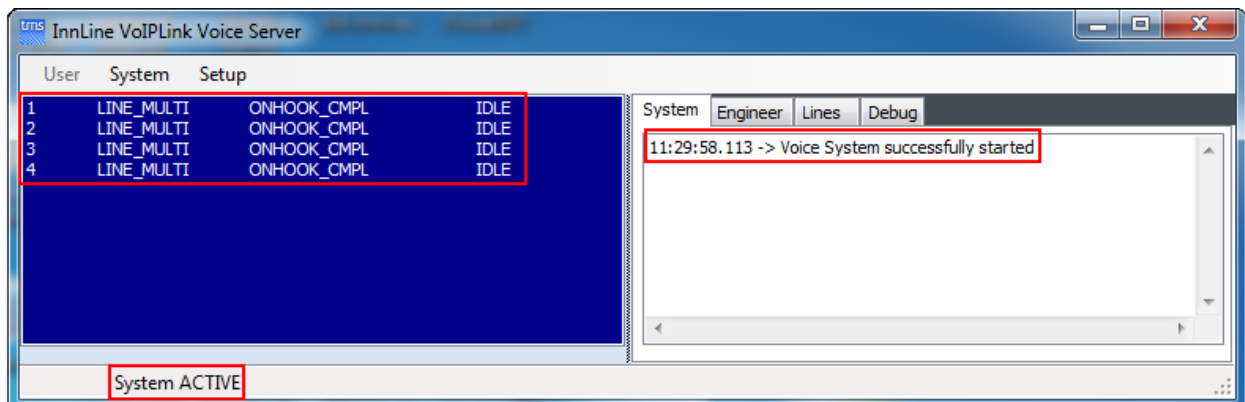 tms InnLine VoIPLink Voice Server
User System Setup
1 LINE_MULTI ONHOOK_CMPL IDLE
2 LINE_MULTI ONHOOK_CMPL IDLE
3 LINE_MULTI ONHOOK_CMPL IDLE
4 LINE_MULTI ONHOOK_CMPL IDLE
System Engineer Lines Debug
11:29:58.113 -> Voice System successfully started
System ACTIVE